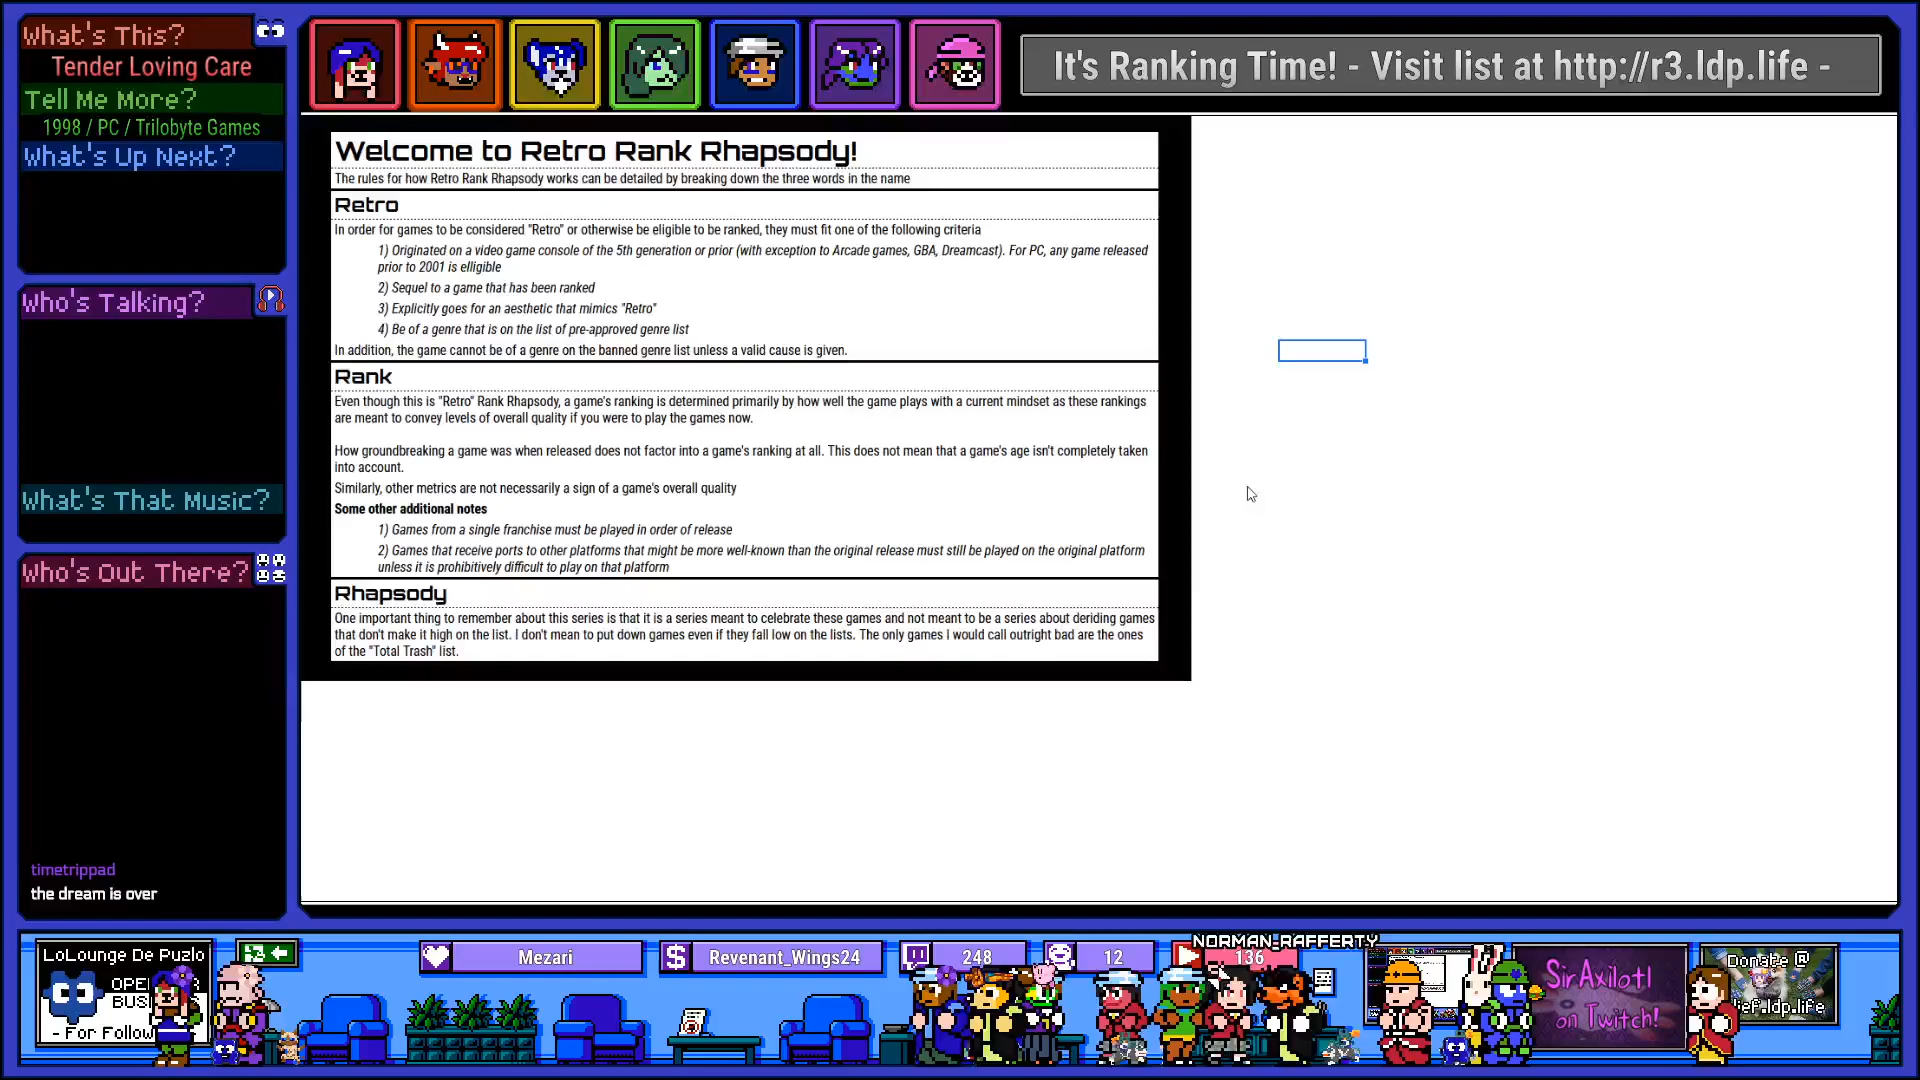 What's This?
Tender Loving Care
Tell Me More?
1998 / PC / Trilobyte Games
What's Up Next?
Who's Talking?
What's That Music?
Who's Out There?
timetrippad
the dream is over
It's Ranking Time! - Visit list at http://r3.ldp.life -
Welcome to Retro Rank Rhapsody!
The rules for how Retro Rank Rhapsody works can be detailed by breaking down the three words in the name
Retro
In order for games to be considered "Retro" or otherwise be eligible to be ranked, they must fit one of the following criteria
1) Originated on a video game console of the 5th generation or prior (with exception to Arcade games, GBA, Dreamcast). For PC, any game released
prior to 2001 is elligible
2) Sequel to a game that has been ranked
3) Explicitly goes for an aesthetic that mimics "Retro"
4) Be of a genre that is on the list of pre-approved genre list
In addition, the game cannot be of a genre on the banned genre list unless a valid cause is given.
Rank
Even though this is "Retro" Rank Rhapsody, a game's ranking is determined primarily by how well the game plays with a current mindset as these rankings
are meant to convey levels of overall quality if you were to play the games now.
How groundbreaking a game was when released does not factor into a game's ranking at all. This does not mean that a game's age isn't completely taken
into account.
Similarly, other metrics are not necessarily a sign of a game's overall quality
Some other additional notes
1) Games from a single franchise must be played in order of release
2) Games that receive ports to other platforms that might be more well-known than the original release must still be played on the original platform
unless it is prohibitively difficult to play on that platform
Rhapsody
One important thing to remember about this series is that it is a series meant to celebrate these games and not meant to be a series about deriding games
that don't make it high on the list. I don't mean to put down games even if they fall low on the lists. The only games I would call outright bad are the ones
of the "Total Trash" list.
LoLounge De Puzlo
OPE
BUS
- For Follow
Mezari
$ Revenant_Wings24
248
12
NORMAN_RAFFERTY
136
SirAxilotl
on Twitch!
Donate @
ief.ldp.life